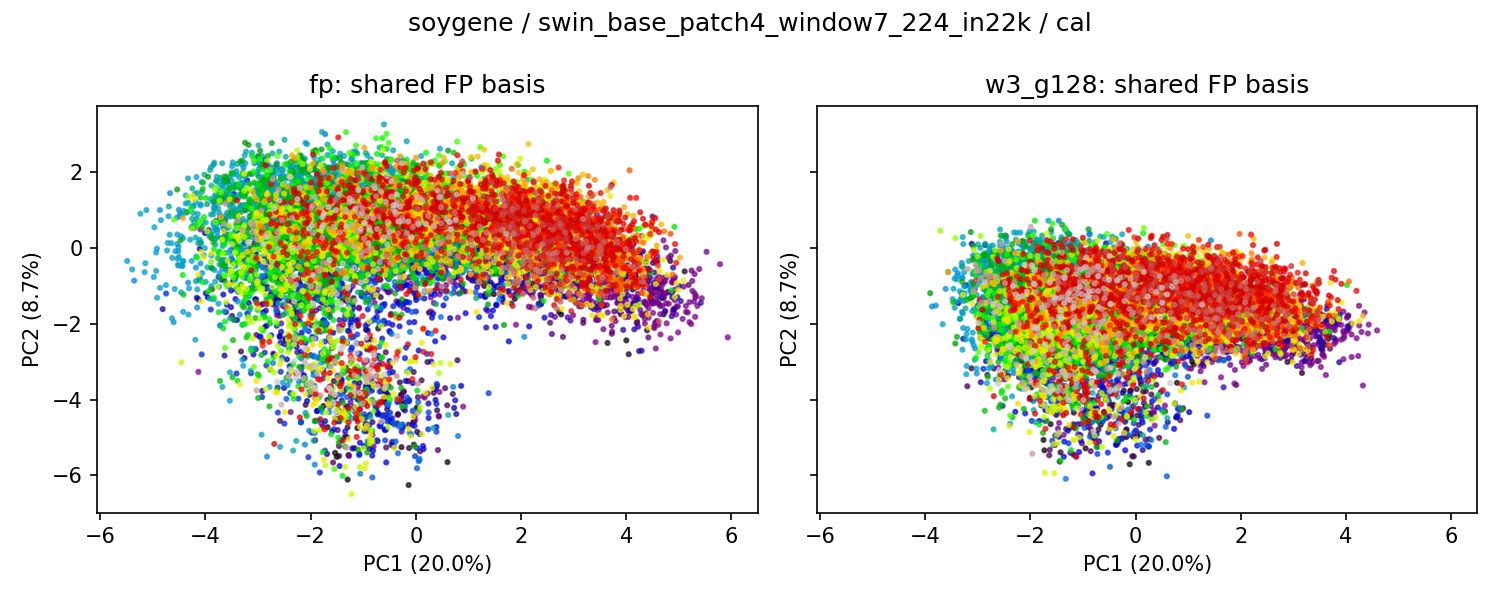 soygene / swin_base_patch4_window7_224_in22k / cal
fp: shared FP basis
w3_g128: shared FP basis
2
0
−2
−4
−6
PC2 (8.7%)
PC2 (8.7%)
−6
−4
−2
0
2
4
6
−6
−4
−2
0
2
4
6
PC1 (20.0%)
PC1 (20.0%)